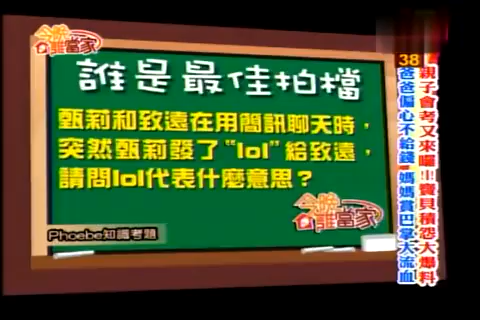 今晚誰當家
誰是最佳拍檔
甄莉和致遠在用簡訊聊天時，
突然甄莉發了“lol”給致遠，
請問lol代表什麼意思？
今晚誰當家
Phoebe知識考題
38
親子會考又來囉!!寶貝積怨大爆料
爸爸偏心不給錢 媽媽賞巴掌大流血